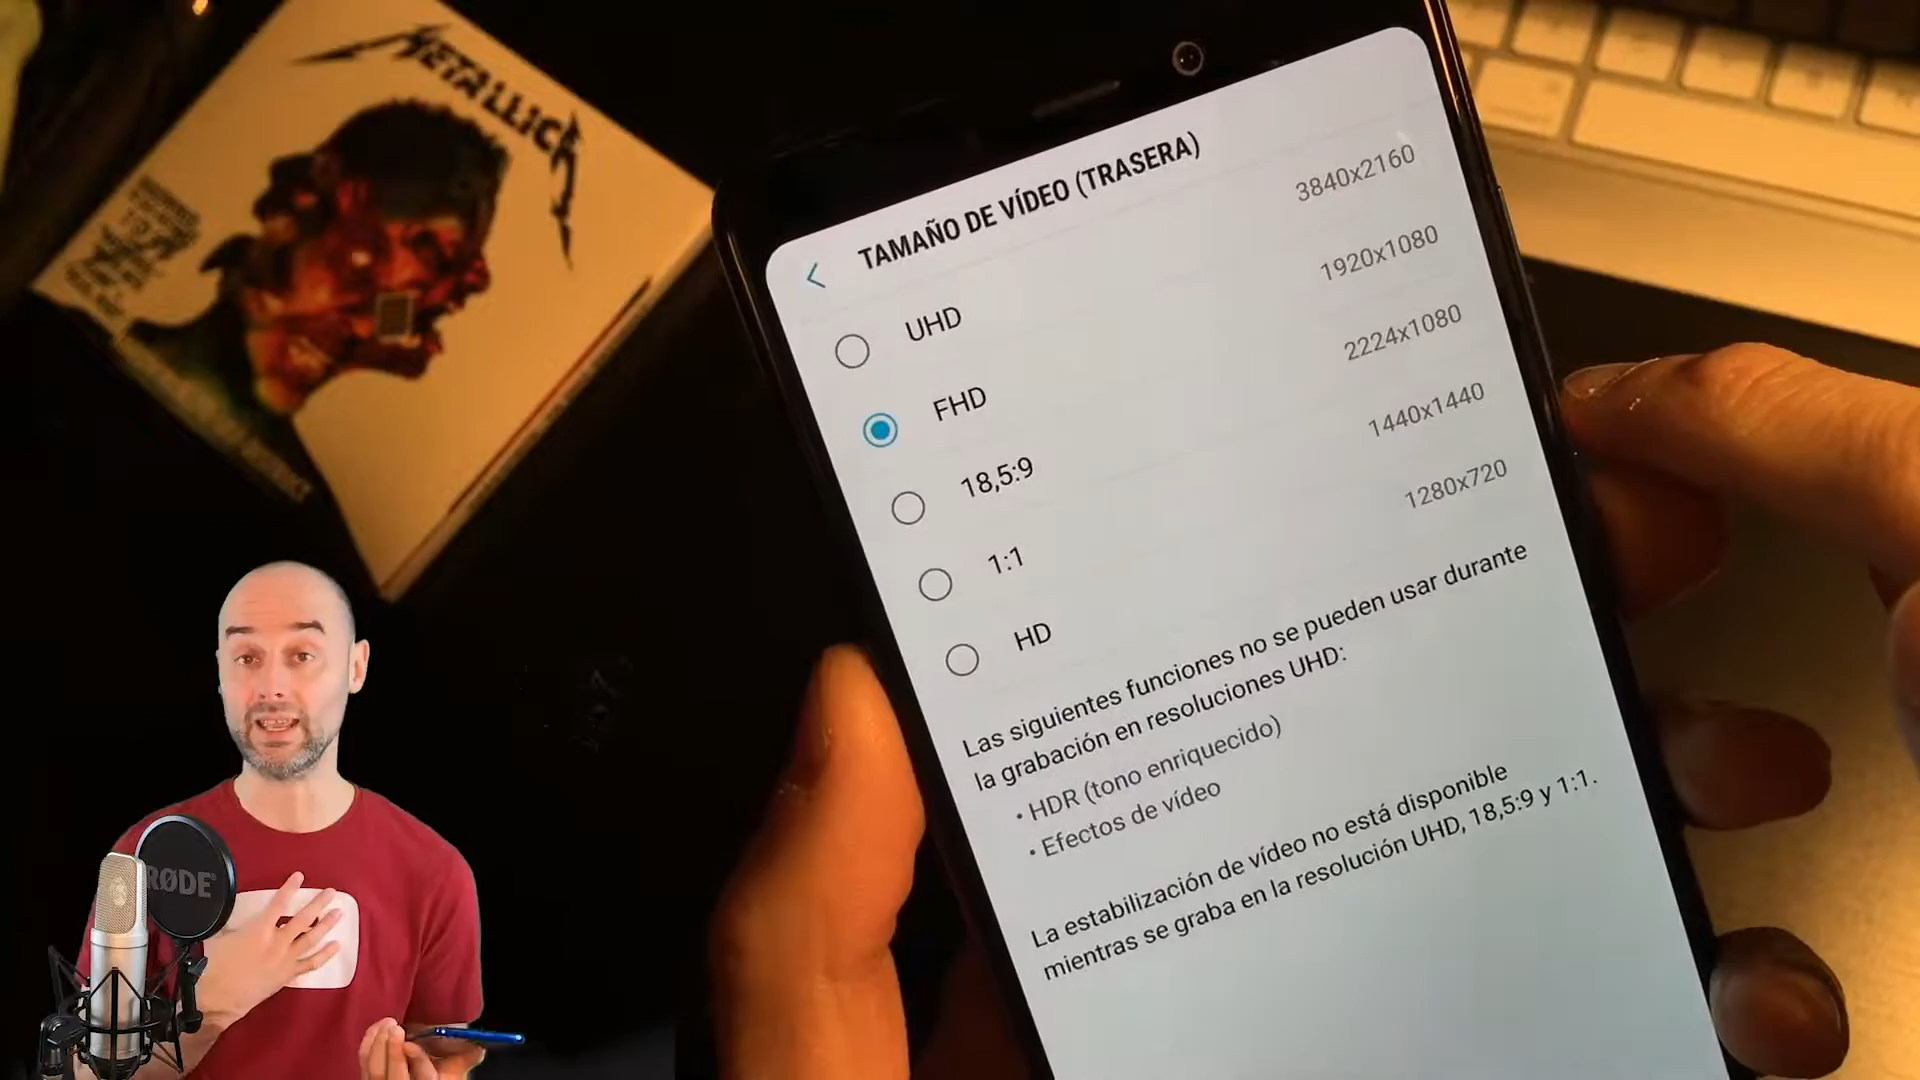 METALLICA
TAMAÑO DE VÍDEO (TRASERA)
UHD 3840x2160
FHD 1920x1080
18,5:9 2224x1080
1:1 1440x1440
HD 1280x720
Las siguientes funciones no se pueden usar durante
la grabación en resoluciones UHD:
• HDR (tono enriquecido)
• Efectos de vídeo
La estabilización de vídeo no está disponible
mientras se graba en la resolución UHD, 18,5:9 y 1:1.
RØDE